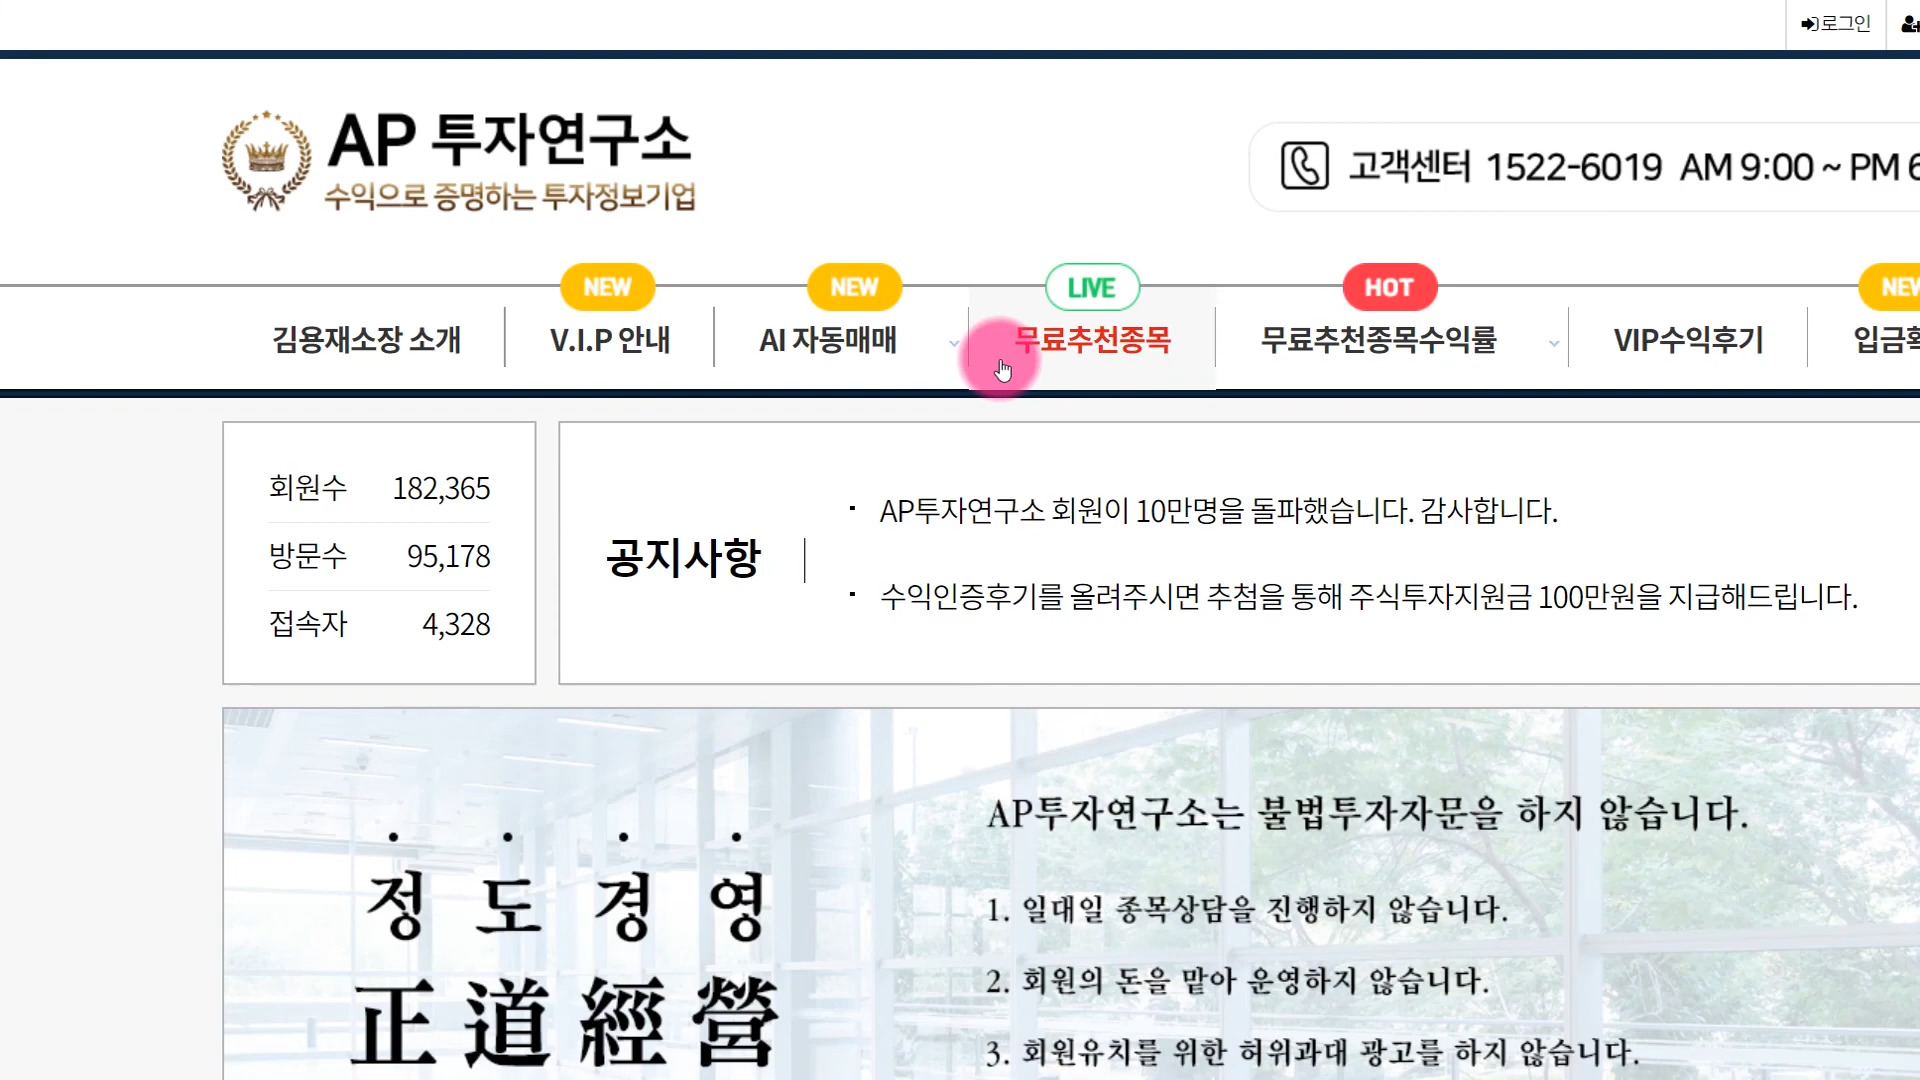 로그인
AP 투자연구소
수익으로 증명하는 투자정보기업
고객센터 1522-6019 AM 9:00 ~ PM 6
NEW NEW LIVE HOT NEW
김용재소장 소개 V.I.P 안내 AI 자동매매 무료추천종목 무료추천종목수익률 VIP수익후기 입금확
회원수 182,365
방문수 95,178
접속자 4,328
공지사항
· AP투자연구소 회원이 10만명을 돌파했습니다. 감사합니다.
· 수익인증후기를 올려주시면 추첨을 통해 주식투자지원금 100만원을 지급해드립니다.
정도경영
正道經營
AP투자연구소는 불법투자자문을 하지 않습니다.
1. 일대일 종목상담을 진행하지 않습니다.
2. 회원의 돈을 맡아 운영하지 않습니다.
3. 회원유치를 위한 허위과대 광고를 하지 않습니다.